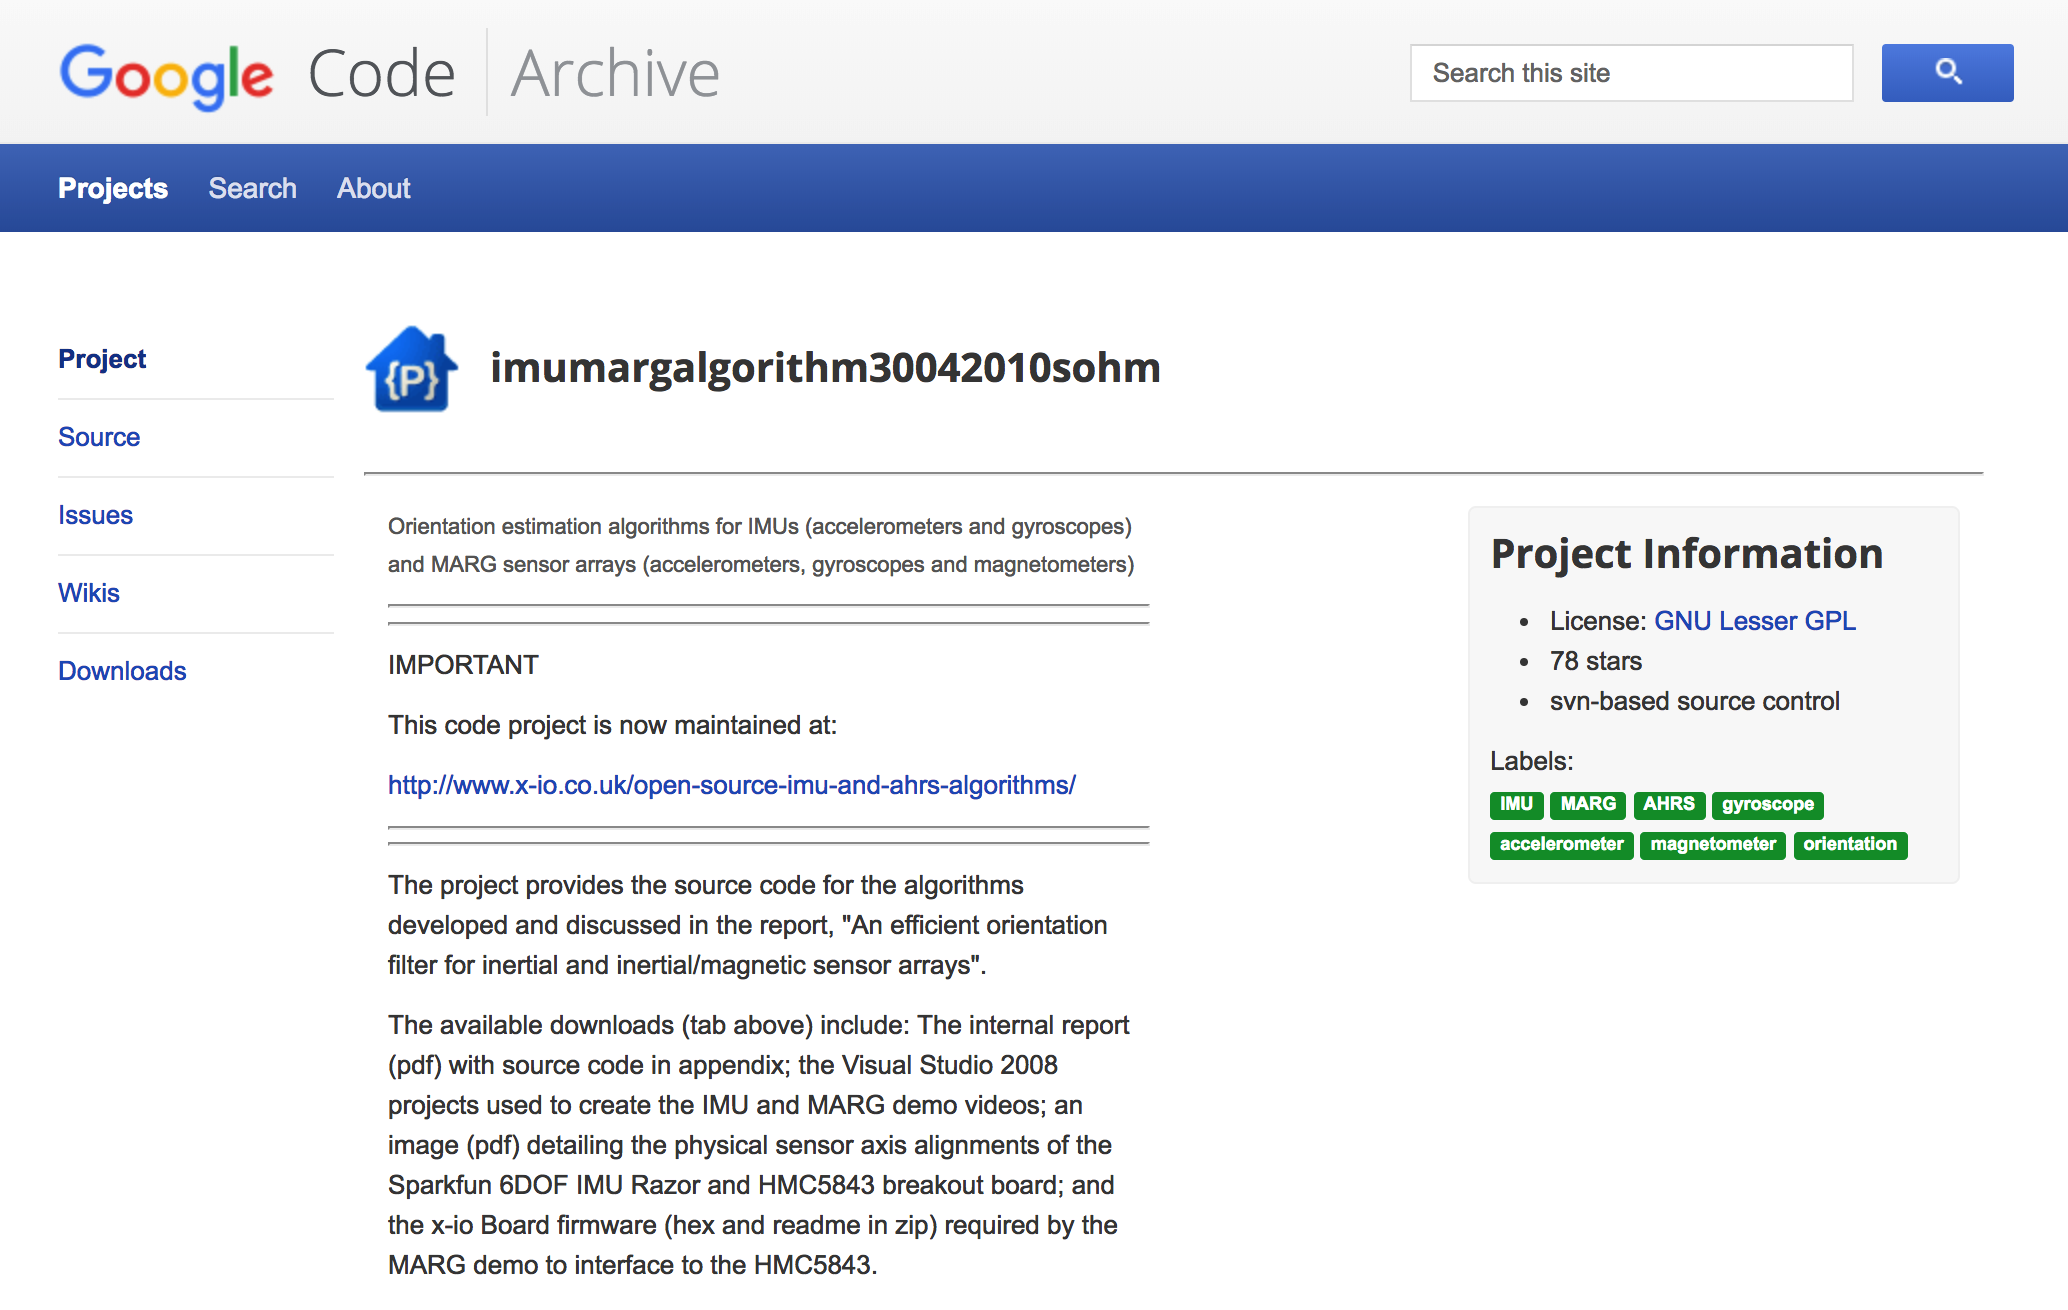 Google Code Archive
Search this site
Projects Search About
Project
Source
Issues
Wikis
Downloads
{P}
imumargalgorithm30042010sohm
Orientation estimation algorithms for IMUs (accelerometers and gyroscopes)
and MARG sensor arrays (accelerometers, gyroscopes and magnetometers)
IMPORTANT
This code project is now maintained at:
http://www.x-io.co.uk/open-source-imu-and-ahrs-algorithms/
The project provides the source code for the algorithms
developed and discussed in the report, "An efficient orientation
filter for inertial and inertial/magnetic sensor arrays".
The available downloads (tab above) include: The internal report
(pdf) with source code in appendix; the Visual Studio 2008
projects used to create the IMU and MARG demo videos; an
image (pdf) detailing the physical sensor axis alignments of the
Sparkfun 6DOF IMU Razor and HMC5843 breakout board; and
the x-io Board firmware (hex and readme in zip) required by the
MARG demo to interface to the HMC5843.
Project Information
License: GNU Lesser GPL
78 stars
svn-based source control
Labels:
IMU MARG AHRS gyroscope
accelerometer magnetometer orientation